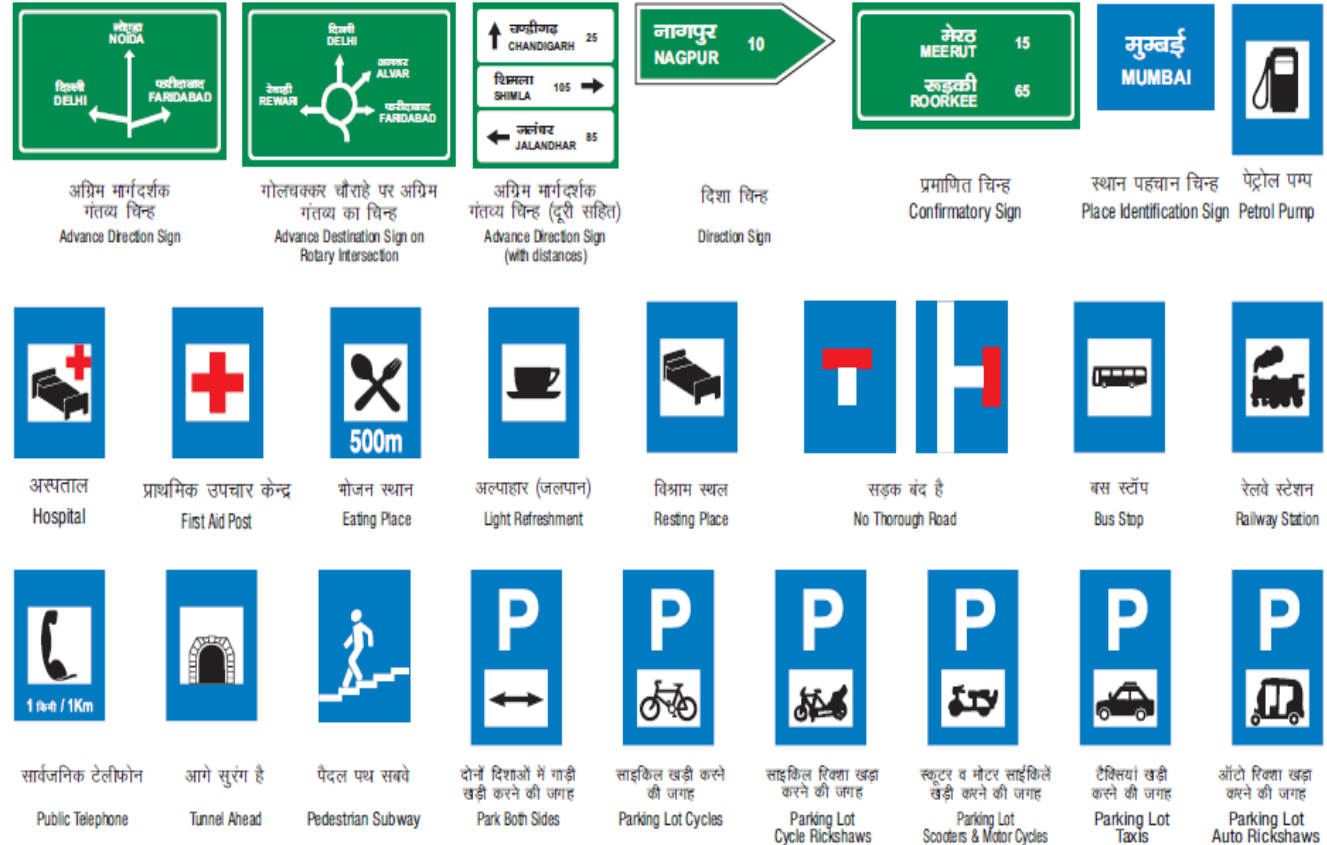 नोएडा
NOIDA
दिल्ली
DELHI
फरीदाबाद
FARIDABAD
दिल्ली
DELHI
अलवर
ALVAR
रेवाड़ी
REWARI
फरीदाबाद
FARIDABAD
चण्डीगढ़
CHANDIGARH 25
शिमला
SHIMLA 105
जलंधर
JALANDHAR 85
नागपुर
NAGPUR 10
मेरठ
MEERUT 15
रूड़की
ROORKEE 65
मुम्बई
MUMBAI
अग्रिम मार्गदर्शक
गंतव्य चिन्ह
Advance Direction Sign
गोलचक्कर चौराहे पर अग्रिम
गंतव्य का चिन्ह
Advance Destination Sign on
Rotary Intersection
अग्रिम मार्गदर्शक
गंतव्य चिन्ह (दूरी सहित)
Advance Direction Sign
(with distances)
दिशा चिन्ह
Direction Sign
प्रमाणित चिन्ह
Confirmatory Sign
स्थान पहचान चिन्ह
Place Identification Sign
पेट्रोल पम्प
Petrol Pump
500m
अस्पताल
Hospital
प्राथमिक उपचार केन्द्र
First Aid Post
भोजन स्थान
Eating Place
अल्पाहार (जलपान)
Light Refreshment
विश्राम स्थल
Resting Place
सड़क बंद है
No Thorough Road
बस स्टॉप
Bus Stop
रेलवे स्टेशन
Railway Station
1 किमी / 1Km
P
P
P
P
P
P
सार्वजनिक टेलीफोन
Public Telephone
आगे सुरंग है
Tunnel Ahead
पैदल पथ सबवे
Pedestrian Subway
दोनों दिशाओं में गाड़ी
खड़ी करने की जगह
Park Both Sides
साइकिल खड़ी करने
की जगह
Parking Lot Cycles
साइकिल रिक्शा खड़ा
करने की जगह
Parking Lot
Cycle Rickshaws
स्कूटर व मोटर साईकिलें
खड़ी करने की जगह
Parking Lot
Scooters & Motor Cycles
टैक्सियां खड़ी
करने की जगह
Parking Lot
Taxis
ऑटो रिक्शा खड़ा
करने की जगह
Parking Lot
Auto Rickshaws